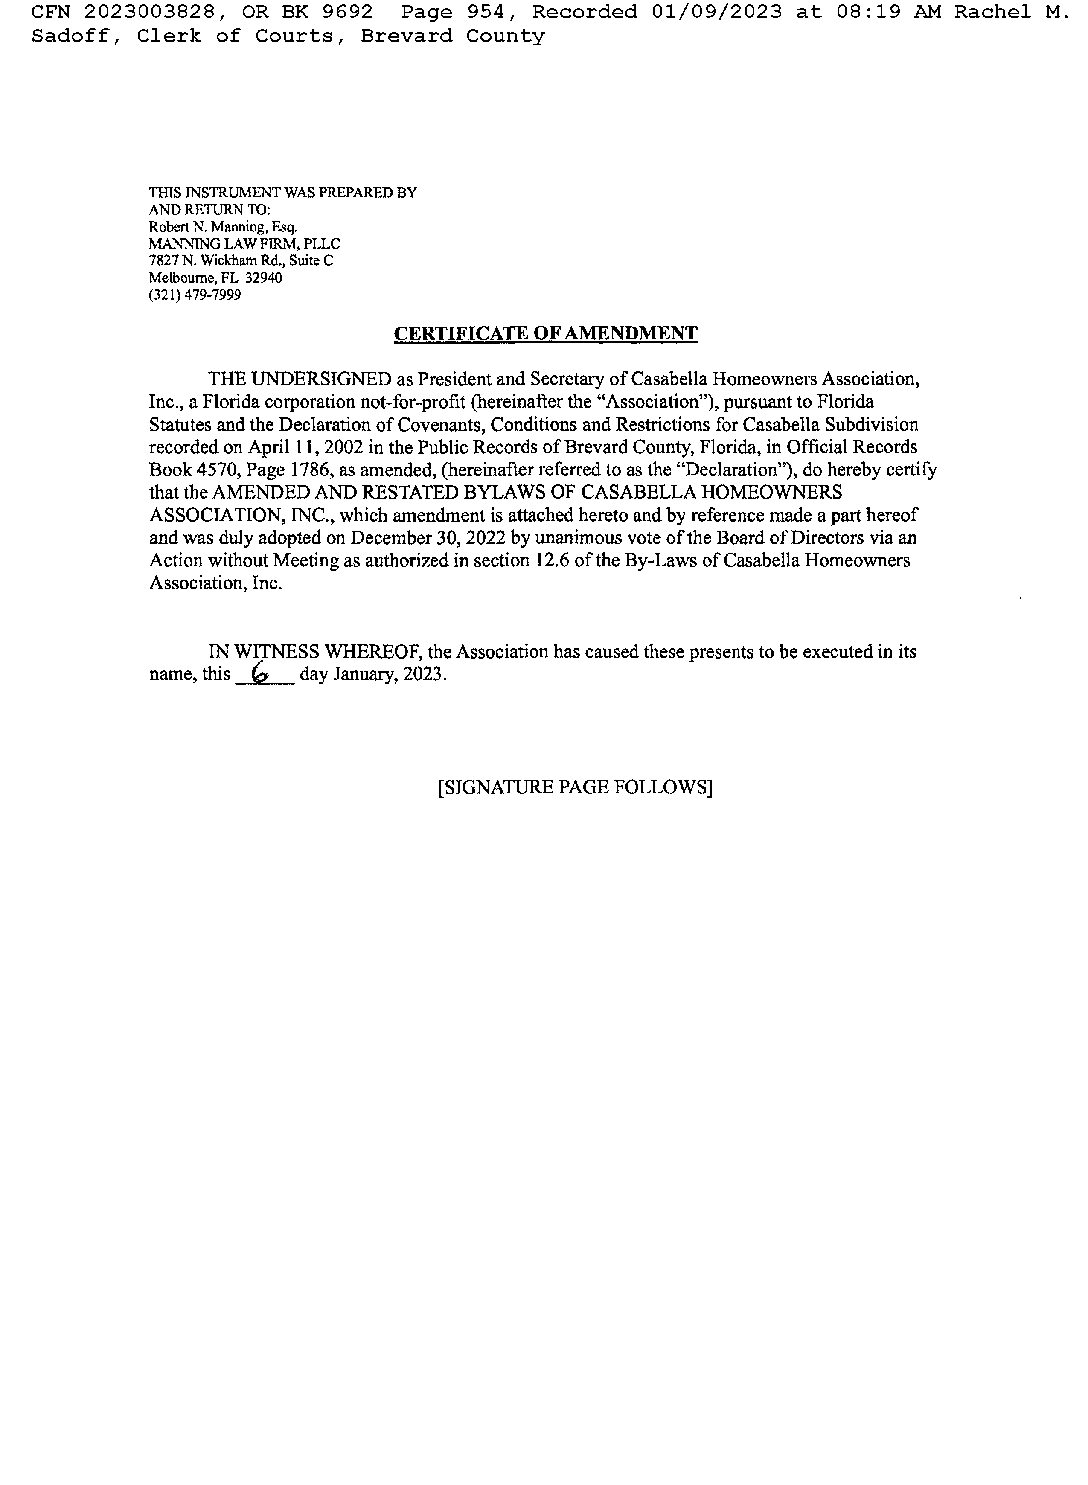 CFN 2023003828, OR BK 9692 Page 954, Recorded 01/09/2023 at 08:19 AM Rachel M.
Sadoff, Clerk of Courts, Brevard County
THIS INSTRUMENT WAS PREPARED BY
AND RETURN TO:
Robert N. Manning, Esq.
MANNING LAW FIRM, PLLC
7827 N. Wickham Rd., Suite C
Melbourne, FL 32940
(321) 479-7999
CERTIFICATE OF AMENDMENT
THE UNDERSIGNED as President and Secretary of Casabella Homeowners Association,
Inc., a Florida corporation not-for-profit (hereinafter the “Association”), pursuant to Florida
Statutes and the Declaration of Covenants, Conditions and Restrictions for Casabella Subdivision
recorded on April 11, 2002 in the Public Records of Brevard County, Florida, in Official Records
Book 4570, Page 1786, as amended, (hereinafter referred to as the “Declaration”), do hereby certify
that the AMENDED AND RESTATED BYLAWS OF CASABELLA HOMEOWNERS
ASSOCIATION, INC., which amendment is attached hereto and by reference made a part hereof
and was duly adopted on December 30, 2022 by unanimous vote of the Board of Directors via an
Action without Meeting as authorized in section 12.6 of the By-Laws of Casabella Homeowners
Association, Inc.
IN WITNESS WHEREOF, the Association has caused these presents to be executed in its
name, this 6 day January, 2023.
[SIGNATURE PAGE FOLLOWS]